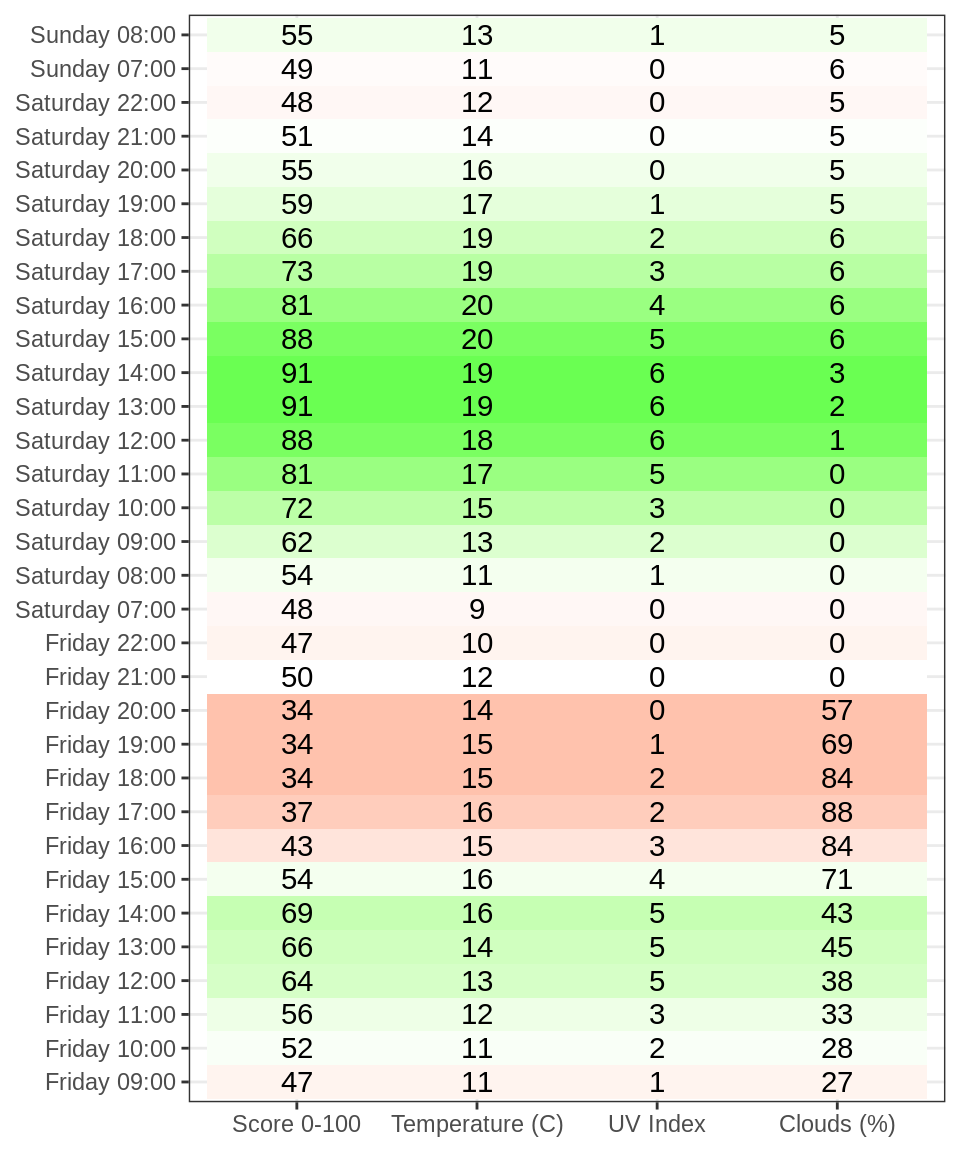 Sunday 08:00 55 13 1 5
Sunday 07:00 49 11 0 6
Saturday 22:00 48 12 0 5
Saturday 21:00 51 14 0 5
Saturday 20:00 55 16 0 5
Saturday 19:00 59 17 1 5
Saturday 18:00 66 19 2 6
Saturday 17:00 73 19 3 6
Saturday 16:00 81 20 4 6
Saturday 15:00 88 20 5 6
Saturday 14:00 91 19 6 3
Saturday 13:00 91 19 6 2
Saturday 12:00 88 18 6 1
Saturday 11:00 81 17 5 0
Saturday 10:00 72 15 3 0
Saturday 09:00 62 13 2 0
Saturday 08:00 54 11 1 0
Saturday 07:00 48 9 0 0
Friday 22:00 47 10 0 0
Friday 21:00 50 12 0 0
Friday 20:00 34 14 0 57
Friday 19:00 34 15 1 69
Friday 18:00 34 15 2 84
Friday 17:00 37 16 2 88
Friday 16:00 43 15 3 84
Friday 15:00 54 16 4 71
Friday 14:00 69 16 5 43
Friday 13:00 66 14 5 45
Friday 12:00 64 13 5 38
Friday 11:00 56 12 3 33
Friday 10:00 52 11 2 28
Friday 09:00 47 11 1 27
Score 0-100 Temperature (C) UV Index Clouds (%)